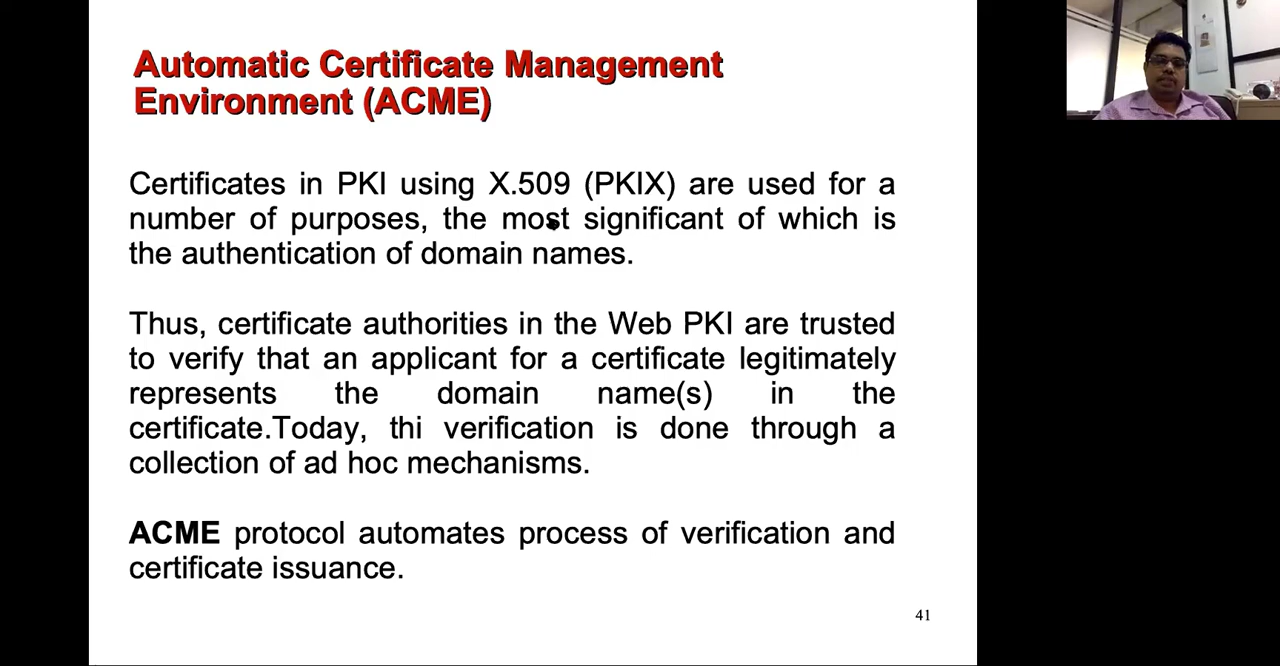 Automatic Certificate Management
Environment (ACME)
Certificates in PKI using X.509 (PKIX) are used for a
number of purposes, the most significant of which is
the authentication of domain names.
Thus, certificate authorities in the Web PKI are trusted
to verify that an applicant for a certificate legitimately
represents the domain name(s) in the
certificate.Today, thi verification is done through a
collection of ad hoc mechanisms.
ACME protocol automates process of verification and
certificate issuance.
41